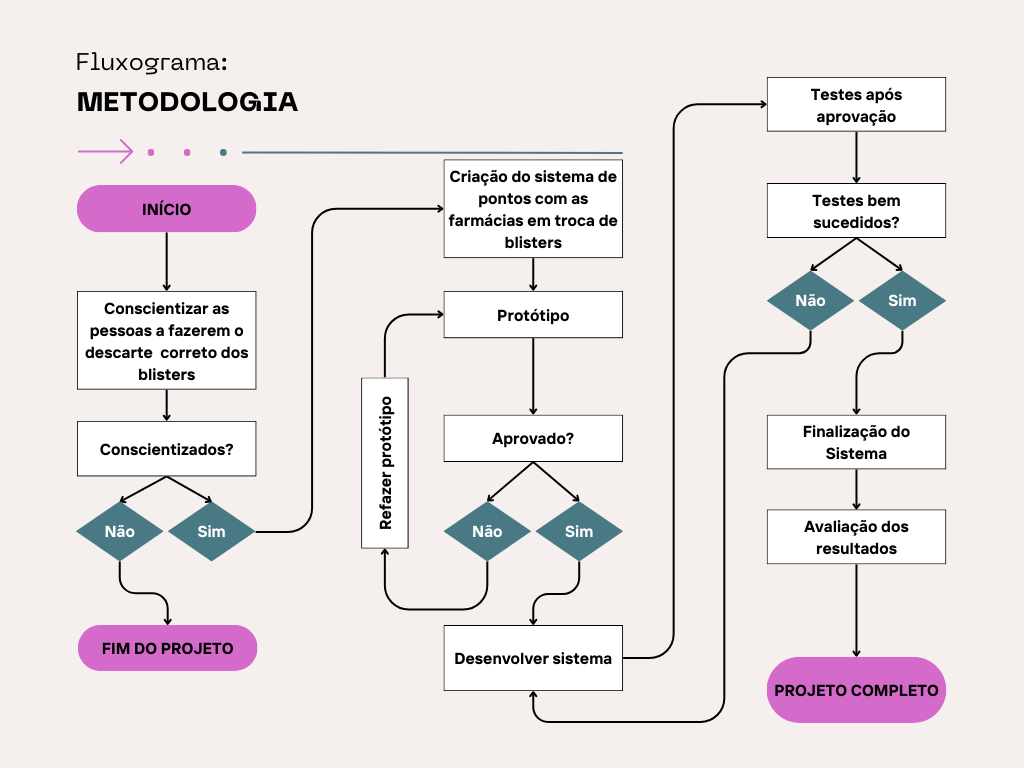 Fluxograma:
METODOLOGIA
INÍCIO
Conscientizar as
pessoas a fazerem o
descarte  correto dos
blisters
Conscientizados?
Não
Sim
FIM DO PROJETO
Criação do sistema de
pontos com as
farmácias em troca de
blisters
Protótipo
Refazer protótipo
Aprovado?
Não
Sim
Desenvolver sistema
Testes após
aprovação
Testes bem
sucedidos?
Não
Sim
Finalização do
Sistema
Avaliação dos
resultados
PROJETO COMPLETO